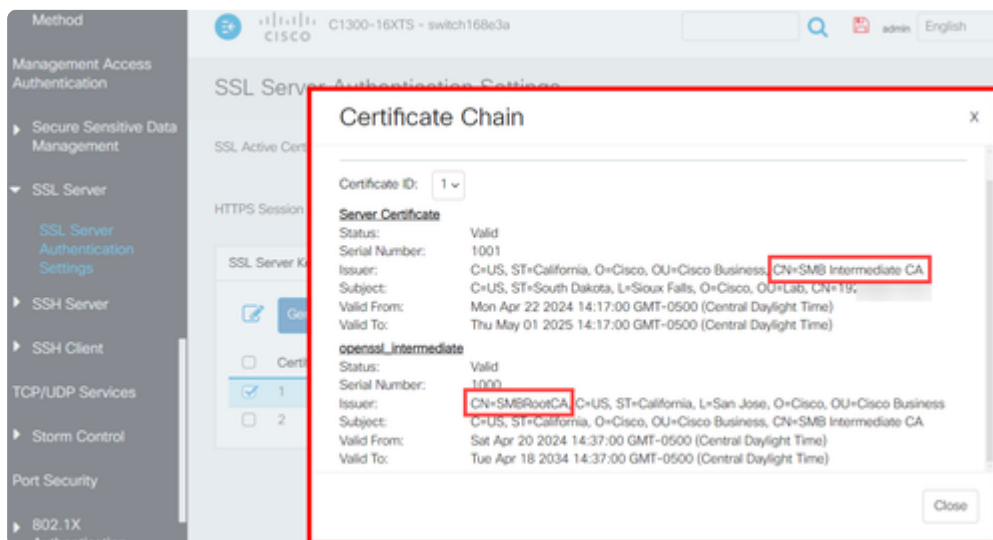 Method
Management Access
Authentication
Secure Sensitive Data
Management
SSL Server
SSL Server
Authentication
Settings
SSH Server
SSH Client
TCP/UDP Services
Storm Control
Port Security
802.1X
CISCO
C1300-16XTS - switch168e3a
admin
English
SSL Server Authentication Settings
SSL Active Cert
HTTPS Session
SSL Server K
Certi
1
2
Certificate Chain
X
Certificate ID: 1
Server Certificate
Status: Valid
Serial Number: 1001
Issuer: C=US, ST=California, O=Cisco, OU=Cisco Business, CN=SMB Intermediate CA
Subject: C=US, ST=South Dakota, L=Sioux Falls, O=Cisco, OU=Lab, CN=192
Valid From: Mon Apr 22 2024 14:17:00 GMT-0500 (Central Daylight Time)
Valid To: Thu May 01 2025 14:17:00 GMT-0500 (Central Daylight Time)
openssl_intermediate
Status: Valid
Serial Number: 1000
Issuer: CN=SMBRootCA, C=US, ST=California, L=San Jose, O=Cisco, OU=Cisco Business
Subject: C=US, ST=California, O=Cisco, OU=Cisco Business, CN=SMB Intermediate CA
Valid From: Sat Apr 20 2024 14:37:00 GMT-0500 (Central Daylight Time)
Valid To: Tue Apr 18 2034 14:37:00 GMT-0500 (Central Daylight Time)
Close